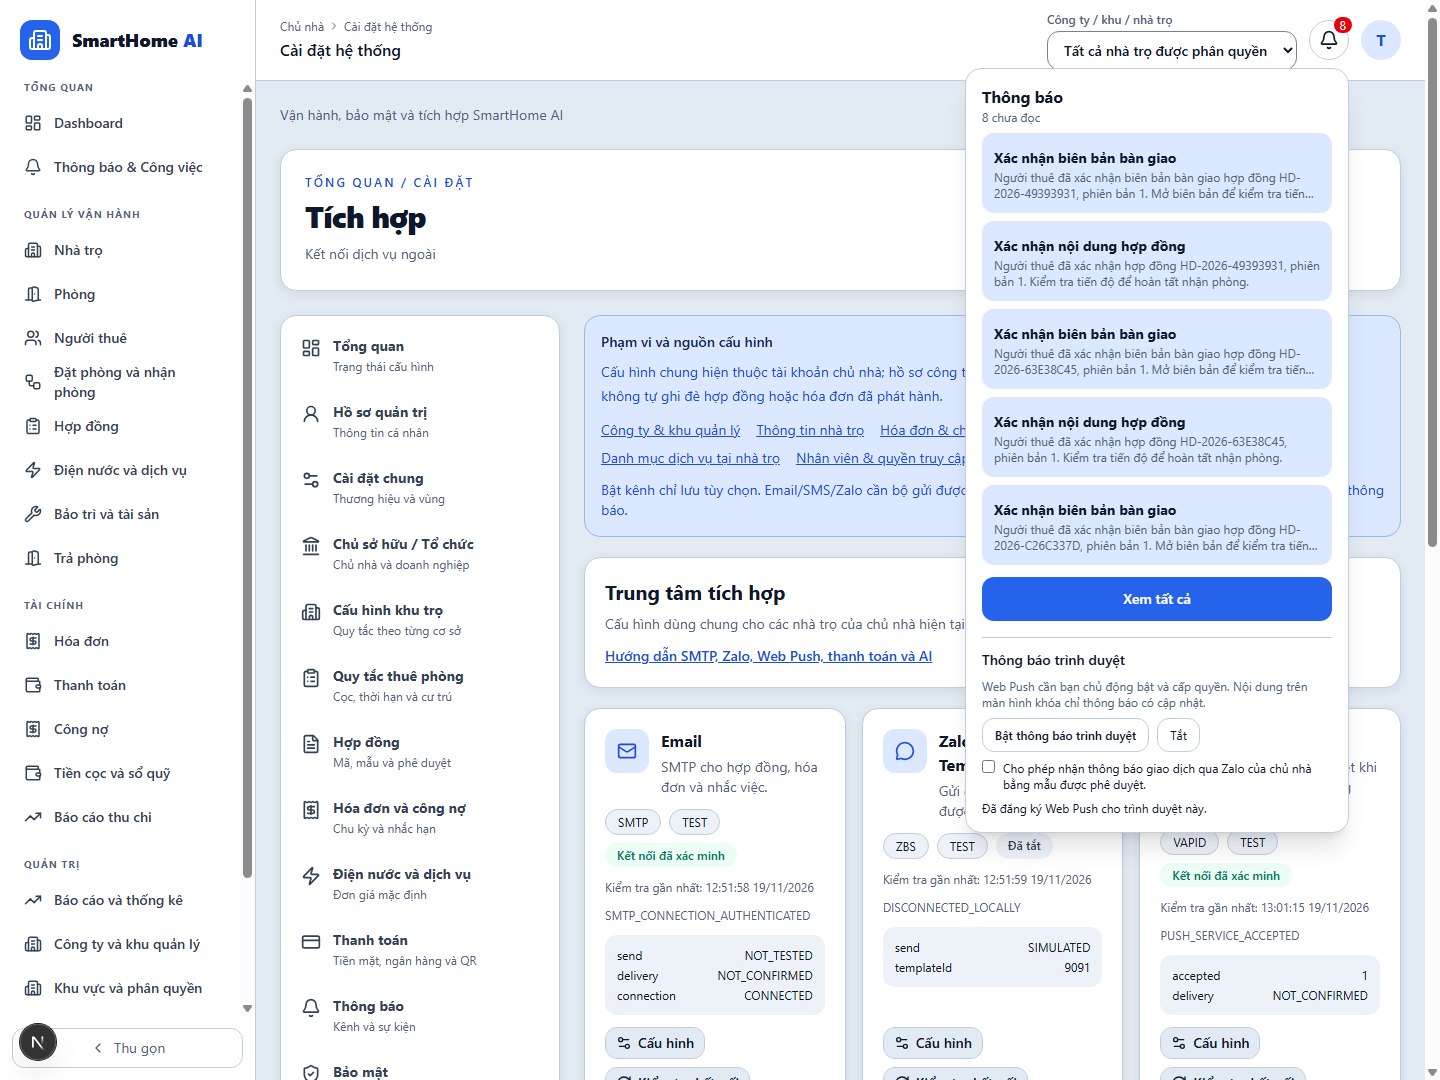 SmartHome AI
TỔNG QUAN
Dashboard
Thông báo & Công việc
QUẢN LÝ VẬN HÀNH
Nhà trọ
Phòng
Người thuê
Đặt phòng và nhận
phòng
Hợp đồng
Điện nước và dịch vụ
Bảo trì và tài sản
Trả phòng
TÀI CHÍNH
Hóa đơn
Thanh toán
Công nợ
Tiền cọc và sổ quỹ
Báo cáo thu chi
QUẢN TRỊ
Báo cáo và thống kê
Công ty và khu quản lý
Khu vực và phân quyền
N
Thu gọn
Chủ nhà > Cài đặt hệ thống
Cài đặt hệ thống
Công ty / khu / nhà trọ
Tất cả nhà trọ được phân quyền
8
T
Vận hành, bảo mật và tích hợp SmartHome AI
TỔNG QUAN / CÀI ĐẶT
Tích hợp
Kết nối dịch vụ ngoài
Tổng quan
Trạng thái cấu hình
Hồ sơ quản trị
Thông tin cá nhân
Cài đặt chung
Thương hiệu và vùng
Chủ sở hữu / Tổ chức
Chủ nhà và doanh nghiệp
Cấu hình khu trọ
Quy tắc theo từng cơ sở
Quy tắc thuê phòng
Cọc, thời hạn và cư trú
Hợp đồng
Mã, mẫu và phê duyệt
Hóa đơn và công nợ
Chu kỳ và nhắc hạn
Điện nước và dịch vụ
Đơn giá mặc định
Thanh toán
Tiền mặt, ngân hàng và QR
Thông báo
Kênh và sự kiện
Bảo mật
Phạm vi và nguồn cấu hình
Cấu hình chung hiện thuộc tài khoản chủ nhà; hồ sơ công
không tự ghi đè hợp đồng hoặc hóa đơn đã phát hành.
Công ty & khu quản lý Thông tin nhà trọ Hóa đơn &
Danh mục dịch vụ tại nhà trọ Nhân viên & quyền truy cập
Bật kênh chỉ lưu tùy chọn. Email/SMS/Zalo cần bộ gửi được thông
báo.
Trung tâm tích hợp
Cấu hình dùng chung cho các nhà trọ của chủ nhà hiện tại
Hướng dẫn SMTP, Zalo, Web Push, thanh toán và AI
Email
SMTP cho hợp đồng, hóa
đơn và nhắc việc.
SMTP TEST
Kết nối đã xác minh
Kiểm tra gần nhất: 12:51:58 19/11/2026
SMTP_CONNECTION_AUTHENTICATED
send NOT_TESTED
delivery NOT_CONFIRMED
connection CONNECTED
Cấu hình
Gửi
ZBS TEST Đã tắt
Kiểm tra gần nhất: 12:51:59 19/11/2026
DISCONNECTED_LOCALLY
send SIMULATED
templateId 9091
Cấu hình
khi
VAPID TEST
Kết nối đã xác minh
Kiểm tra gần nhất: 13:01:15 19/11/2026
PUSH_SERVICE_ACCEPTED
accepted 1
delivery NOT_CONFIRMED
Cấu hình
Thông báo
8 chưa đọc
Xác nhận biên bản bàn giao
Người thuê đã xác nhận biên bản bàn giao hợp đồng HD-
2026-49393931, phiên bản 1. Mở biên bản để kiểm tra tiến...
Xác nhận nội dung hợp đồng
Người thuê đã xác nhận hợp đồng HD-2026-49393931, phiên
bản 1. Kiểm tra tiến độ để hoàn tất nhận phòng.
Xác nhận biên bản bàn giao
Người thuê đã xác nhận biên bản bàn giao hợp đồng HD-
2026-63E38C45, phiên bản 1. Mở biên bản để kiểm tra tiến...
Xác nhận nội dung hợp đồng
Người thuê đã xác nhận hợp đồng HD-2026-63E38C45,
phiên bản 1. Kiểm tra tiến độ để hoàn tất nhận phòng.
Xác nhận biên bản bàn giao
Người thuê đã xác nhận biên bản bàn giao hợp đồng HD-
2026-C26C337D, phiên bản 1. Mở biên bản để kiểm tra tiến...
Xem tất cả
Thông báo trình duyệt
Web Push cần bạn chủ động bật và cấp quyền. Nội dung trên
màn hình khóa chỉ thông báo có cập nhật.
Bật thông báo trình duyệt Tắt
Cho phép nhận thông báo giao dịch qua Zalo của chủ nhà
bằng mẫu được phê duyệt.
Đã đăng ký Web Push cho trình duyệt này.